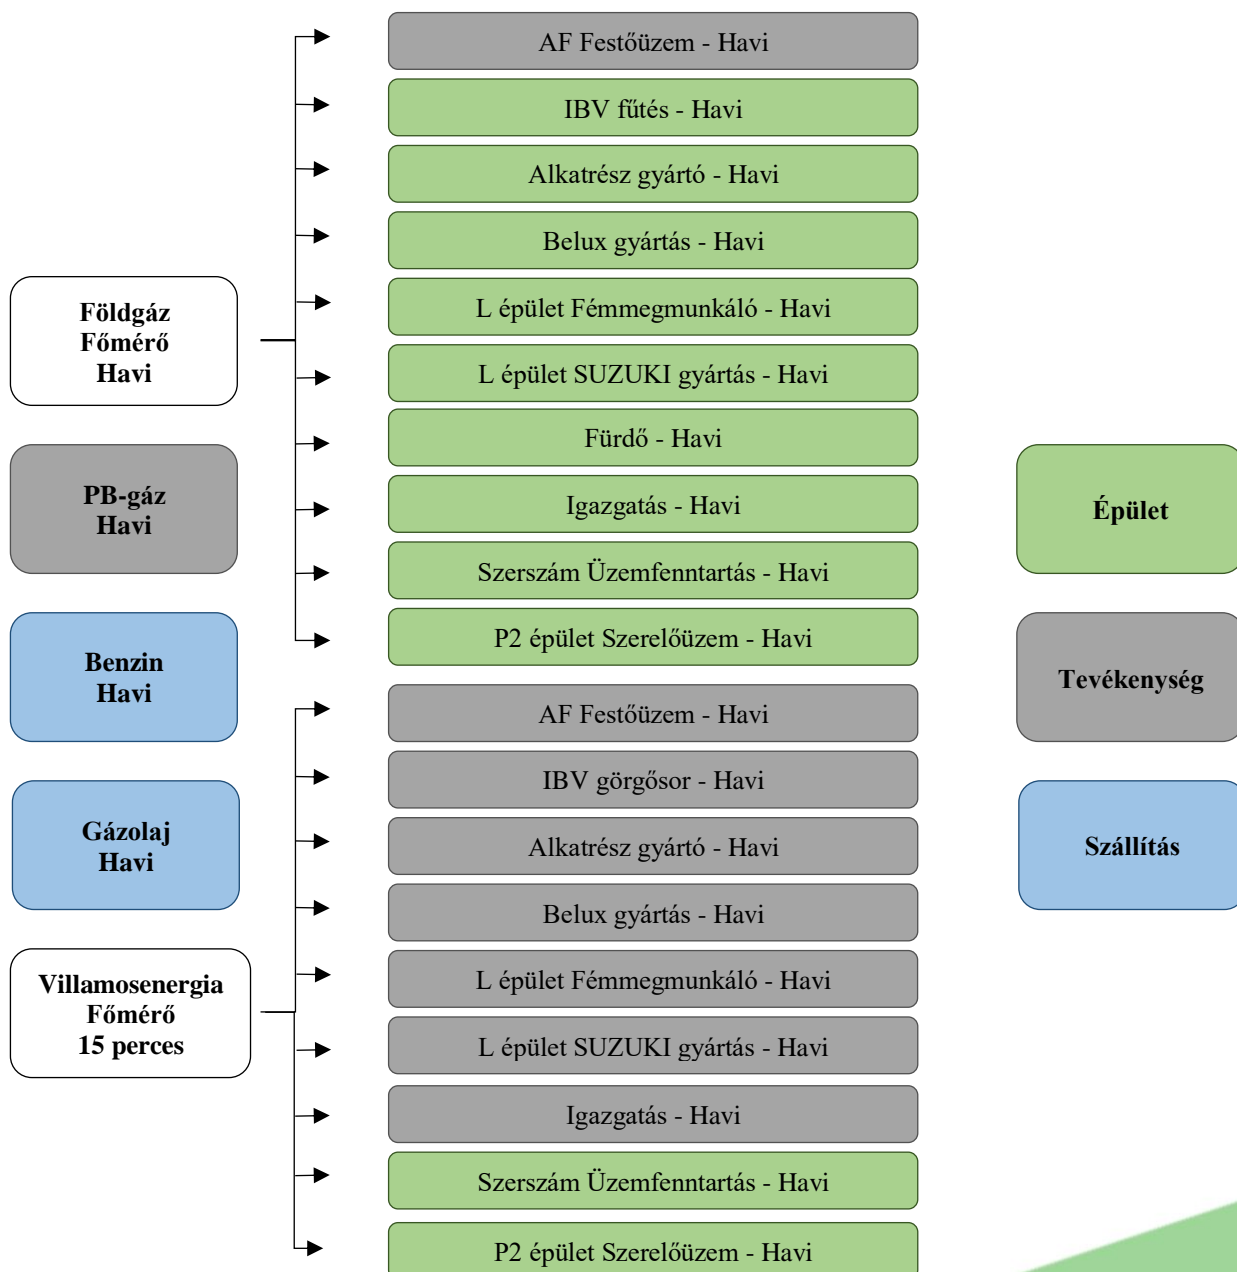 AF Festőüzem - Havi
IBV fűtés - Havi
Alkatrész gyártó - Havi
Belux gyártás - Havi
L épület Fémmegmunkáló - Havi
L épület SUZUKI gyártás - Havi
Fürdő - Havi
Igazgatás - Havi
Szerszám Üzemfenntartás - Havi
P2 épület Szerelőüzem - Havi
AF Festőüzem - Havi
IBV görgősor - Havi
Alkatrész gyártó - Havi
Belux gyártás - Havi
L épület Fémmegmunkáló - Havi
L épület SUZUKI gyártás - Havi
Igazgatás - Havi
Szerszám Üzemfenntartás - Havi
P2 épület Szerelőüzem - Havi
Földgáz
Főmérő
Havi
PB-gáz
Havi
Benzin
Havi
Gázolaj
Havi
Villamosenergia
Főmérő
15 perces
Épület
Tevékenység
Szállítás